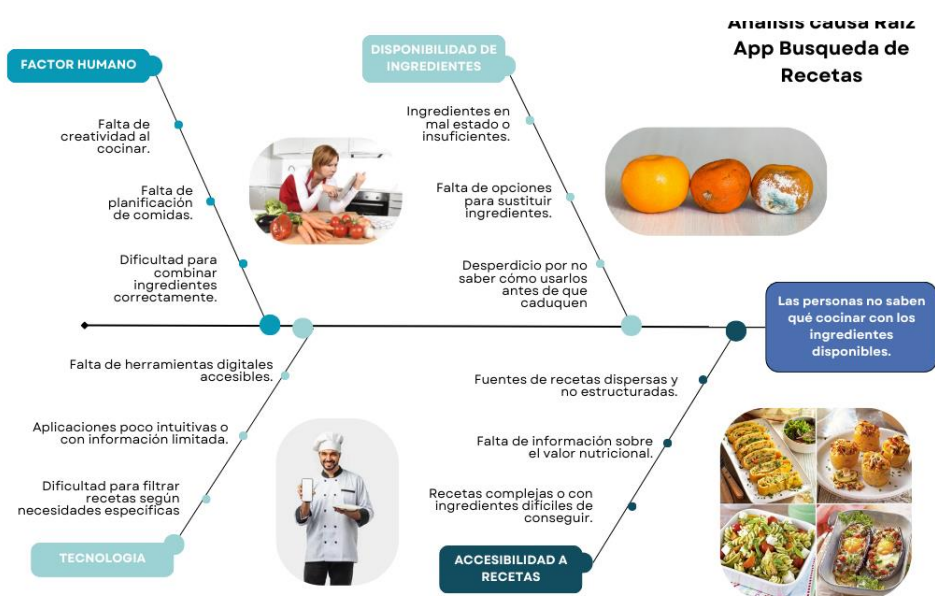 Análisis Causa Raíz
App Busqueda de
Recetas
FACTOR HUMANO
Falta de
creatividad al
cocinar.
Falta de
planificación
de comidas.
Dificultad para
combinar
ingredientes
correctamente.
DISPONIBILIDAD DE
INGREDIENTES
Ingredientes en
mal estado o
insuficientes.
Falta de opciones
para sustituir
ingredientes.
Desperdicio por no
saber cómo usarlos
antes de que
caduquen
Las personas no saben
qué cocinar con los
ingredientes
disponibles.
Falta de herramientas digitales
accesibles.
Aplicaciones poco intuitivas o
con información limitada.
Dificultad para filtrar
recetas según
necesidades especificas
TECNOLOGIA
Fuentes de recetas dispersas y
no estructuradas.
Falta de información sobre
el valor nutricional.
Recetas complejas o con
ingredientes difíciles de
conseguir.
ACCESIBILIDAD A
RECETAS